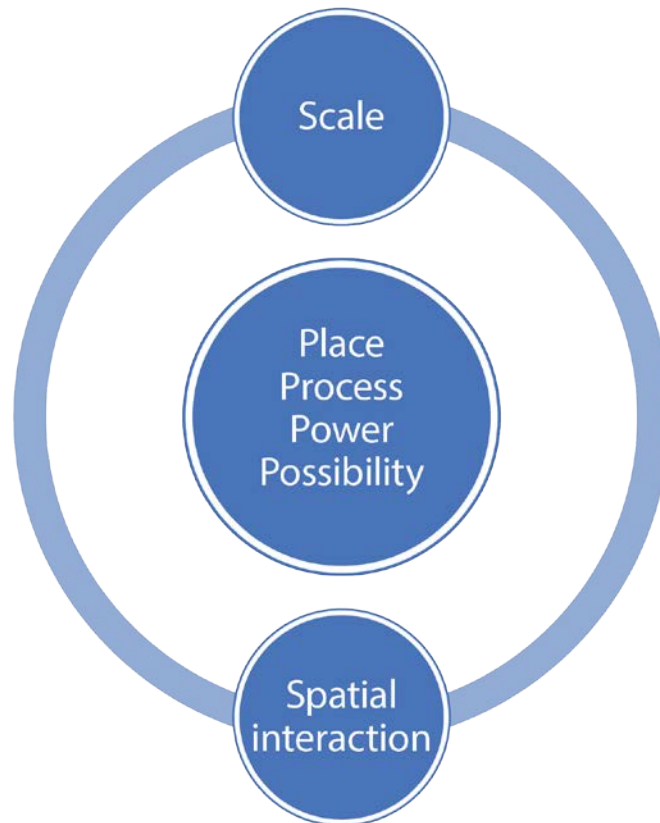 Scale
Place
Process
Power
Possibility
Spatial
interaction